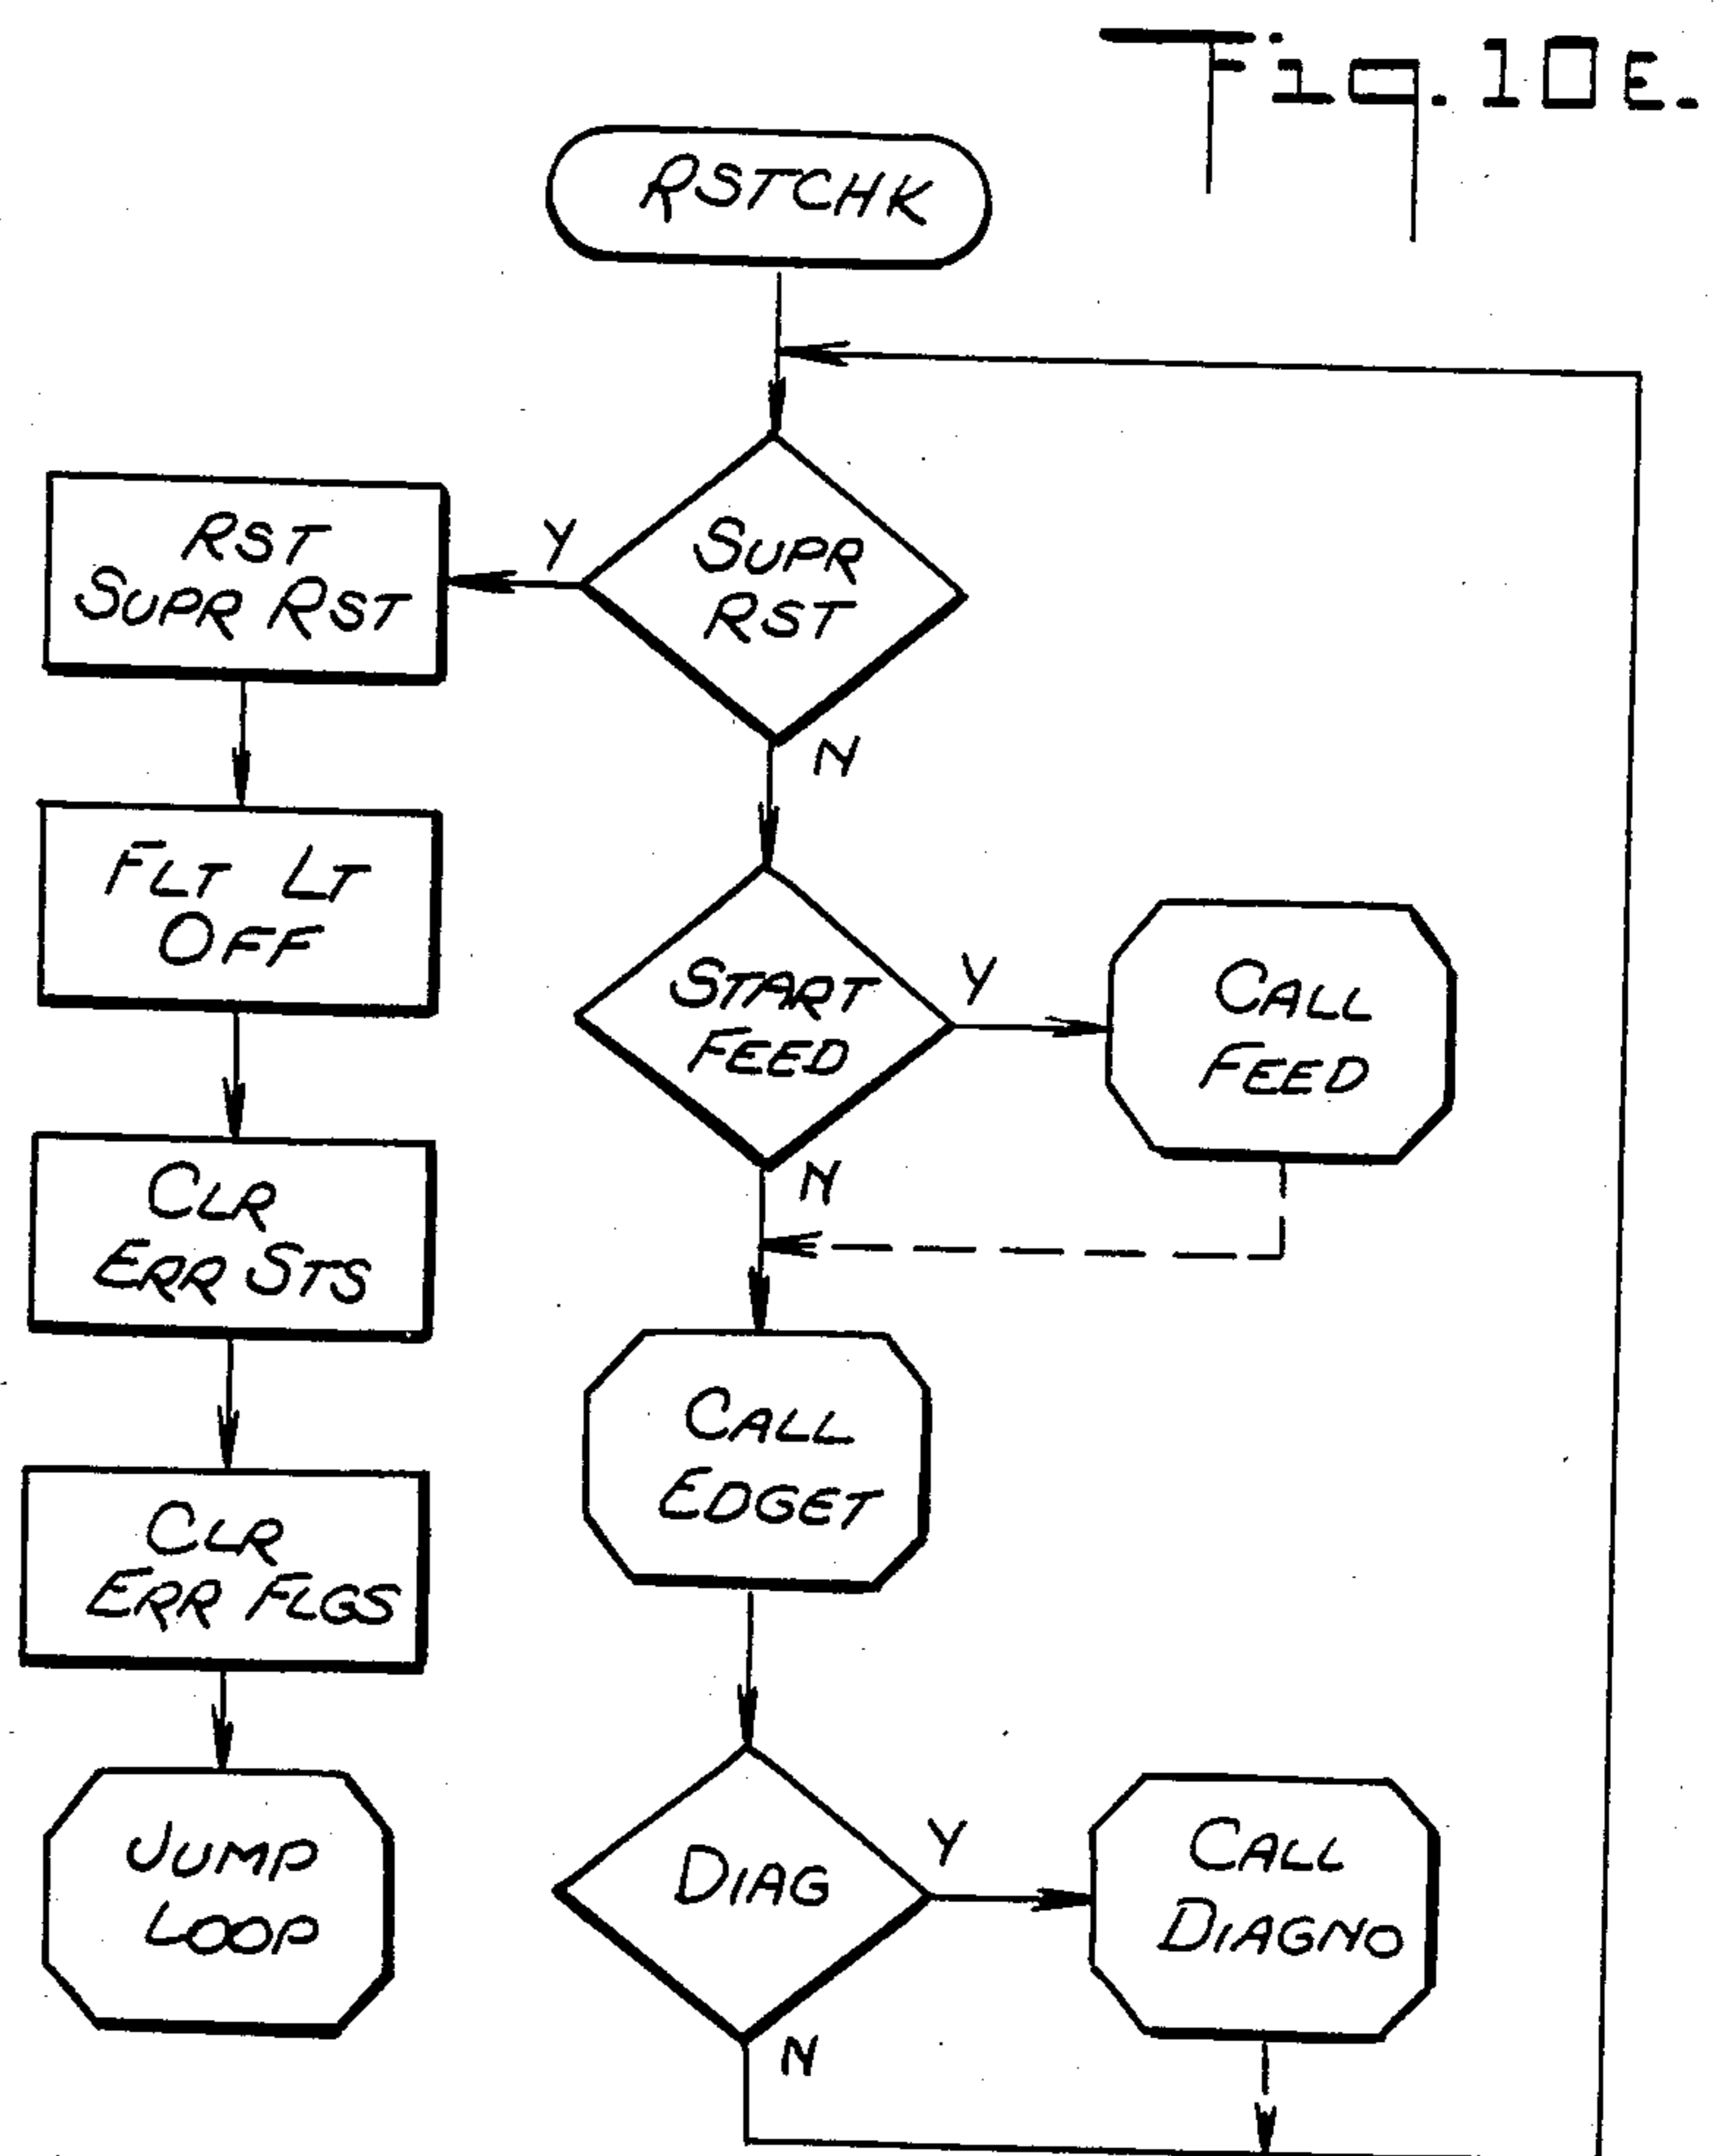 Fig. 10E.
RSTCHK
SUPR
RST
Y
N
RST
SUPR RST
FLT LT
OFF
CLR
ERR STS
CLR
ERR FLGS
JUMP
LOOP
START
FEED
Y
N
CALL
FEED
CALL
EDGET
DIAG
Y
N
CALL
DIAGNO